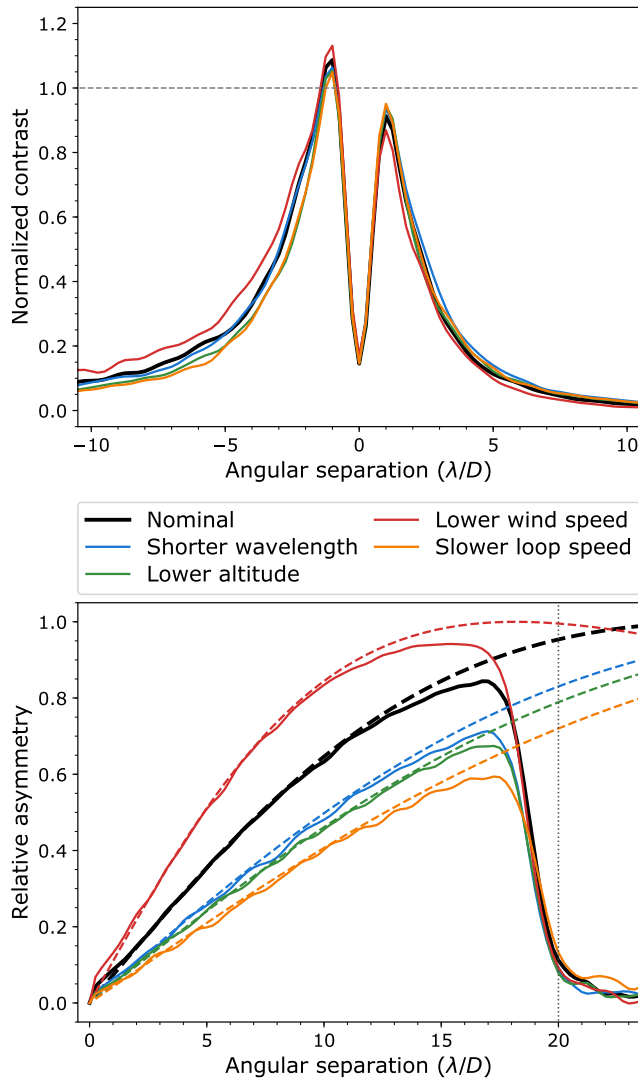 1.2
1.0
0.8
0.6
0.4
0.2
0.0
Normalized contrast
−10
−5
0
5
10
Angular separation (λ/D)
Nominal
Shorter wavelength
Lower altitude
Lower wind speed
Slower loop speed
1.0
0.8
0.6
0.4
0.2
0.0
Relative asymmetry
0
5
10
15
20
Angular separation (λ/D)